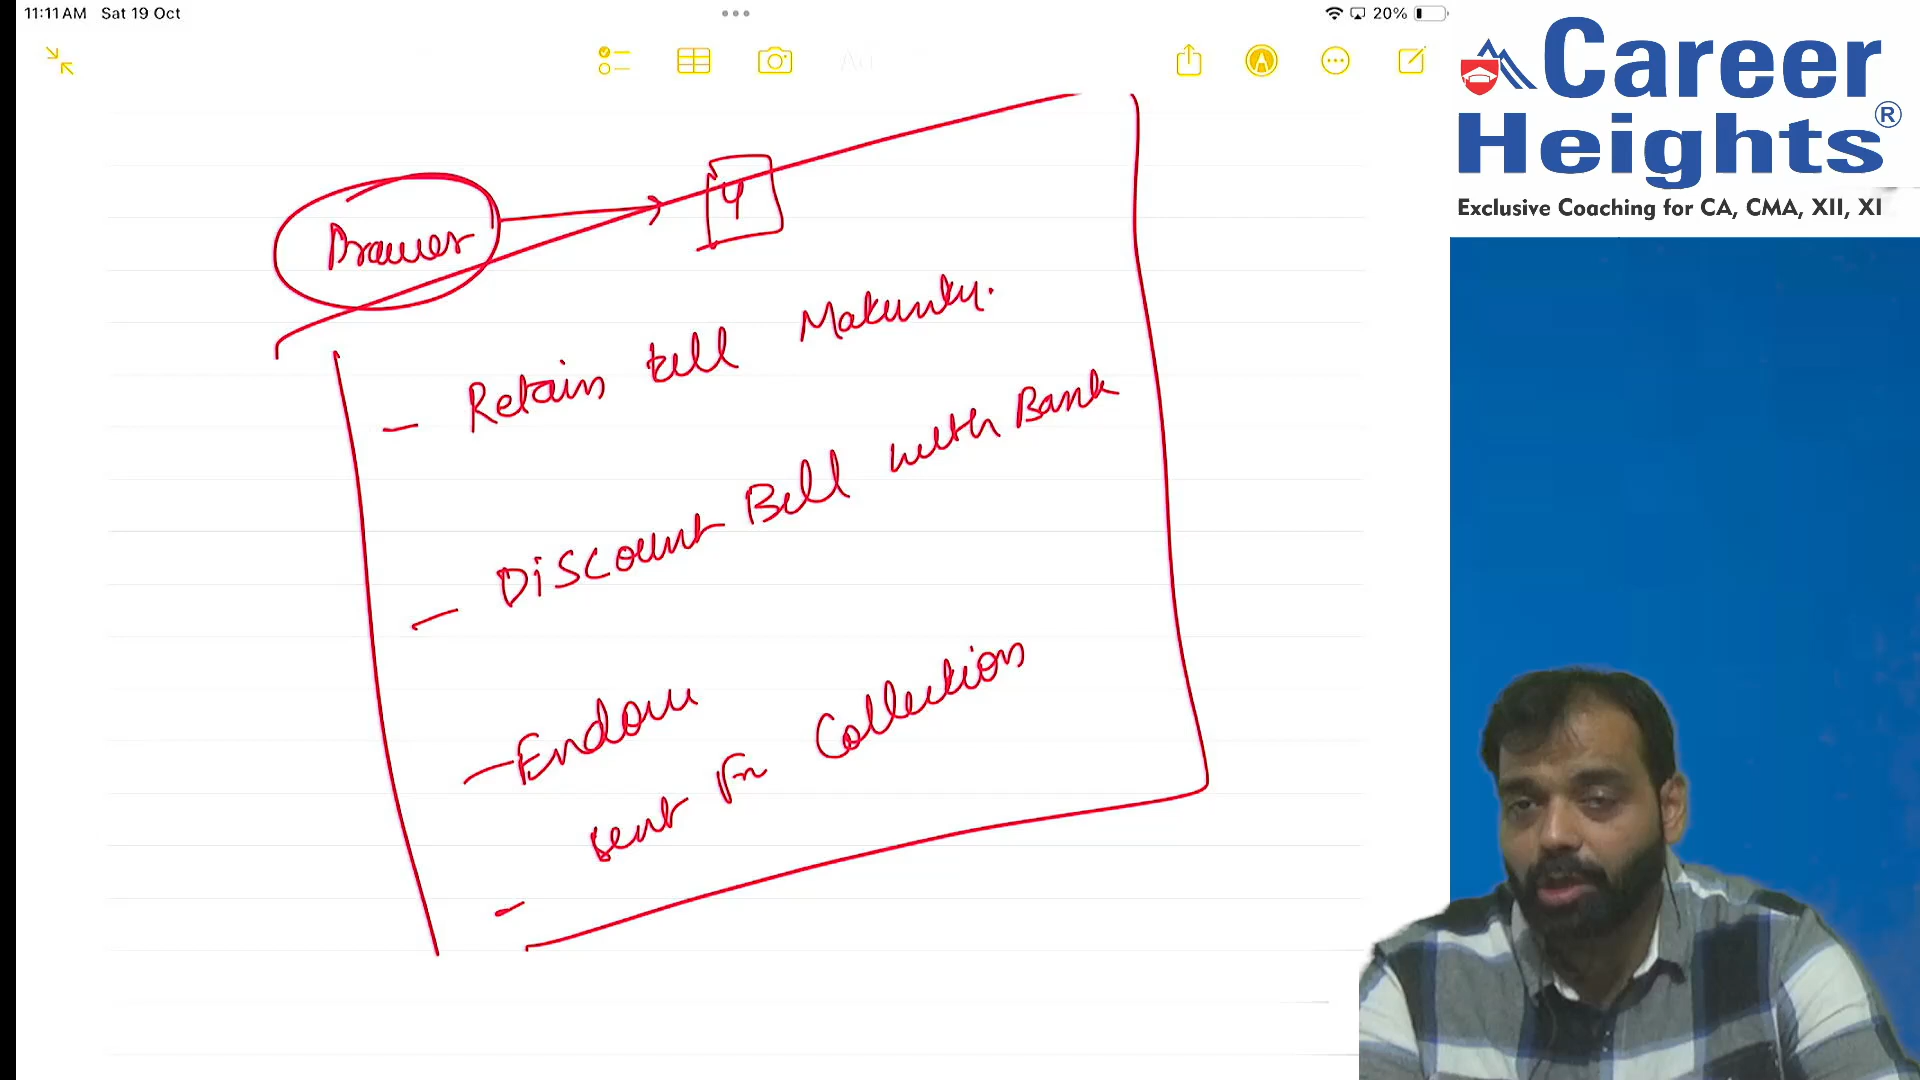 11:11 AM Sat 19 Oct
20%
Career
Heights®
Exclusive Coaching for CA, CMA, XII, XI
Drawer
4
- Retain till Maturity.
- Discount Bill with Bank
- Endorse
- sent for Collection